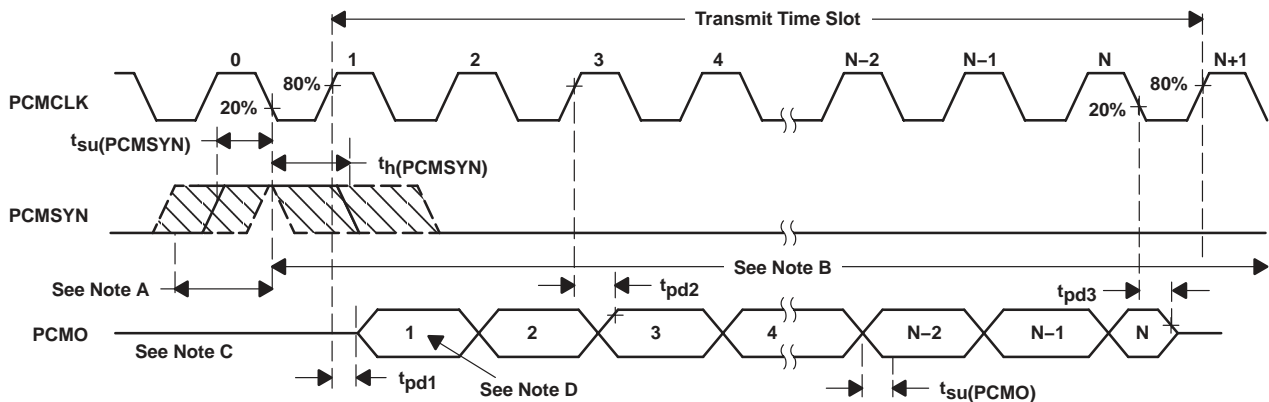 Transmit Time Slot
0 1 2 3 4 N–2 N–1 N N+1
PCMCLK
80% 80%
20% 20%
tsu(PCMSYN)
th(PCMSYN)
PCMSYN
See Note A
See Note B
tpd2 tpd3
PCMO
1 2 3 4 N–2 N–1 N
See Note C
tpd1
See Note D
tsu(PCMO)